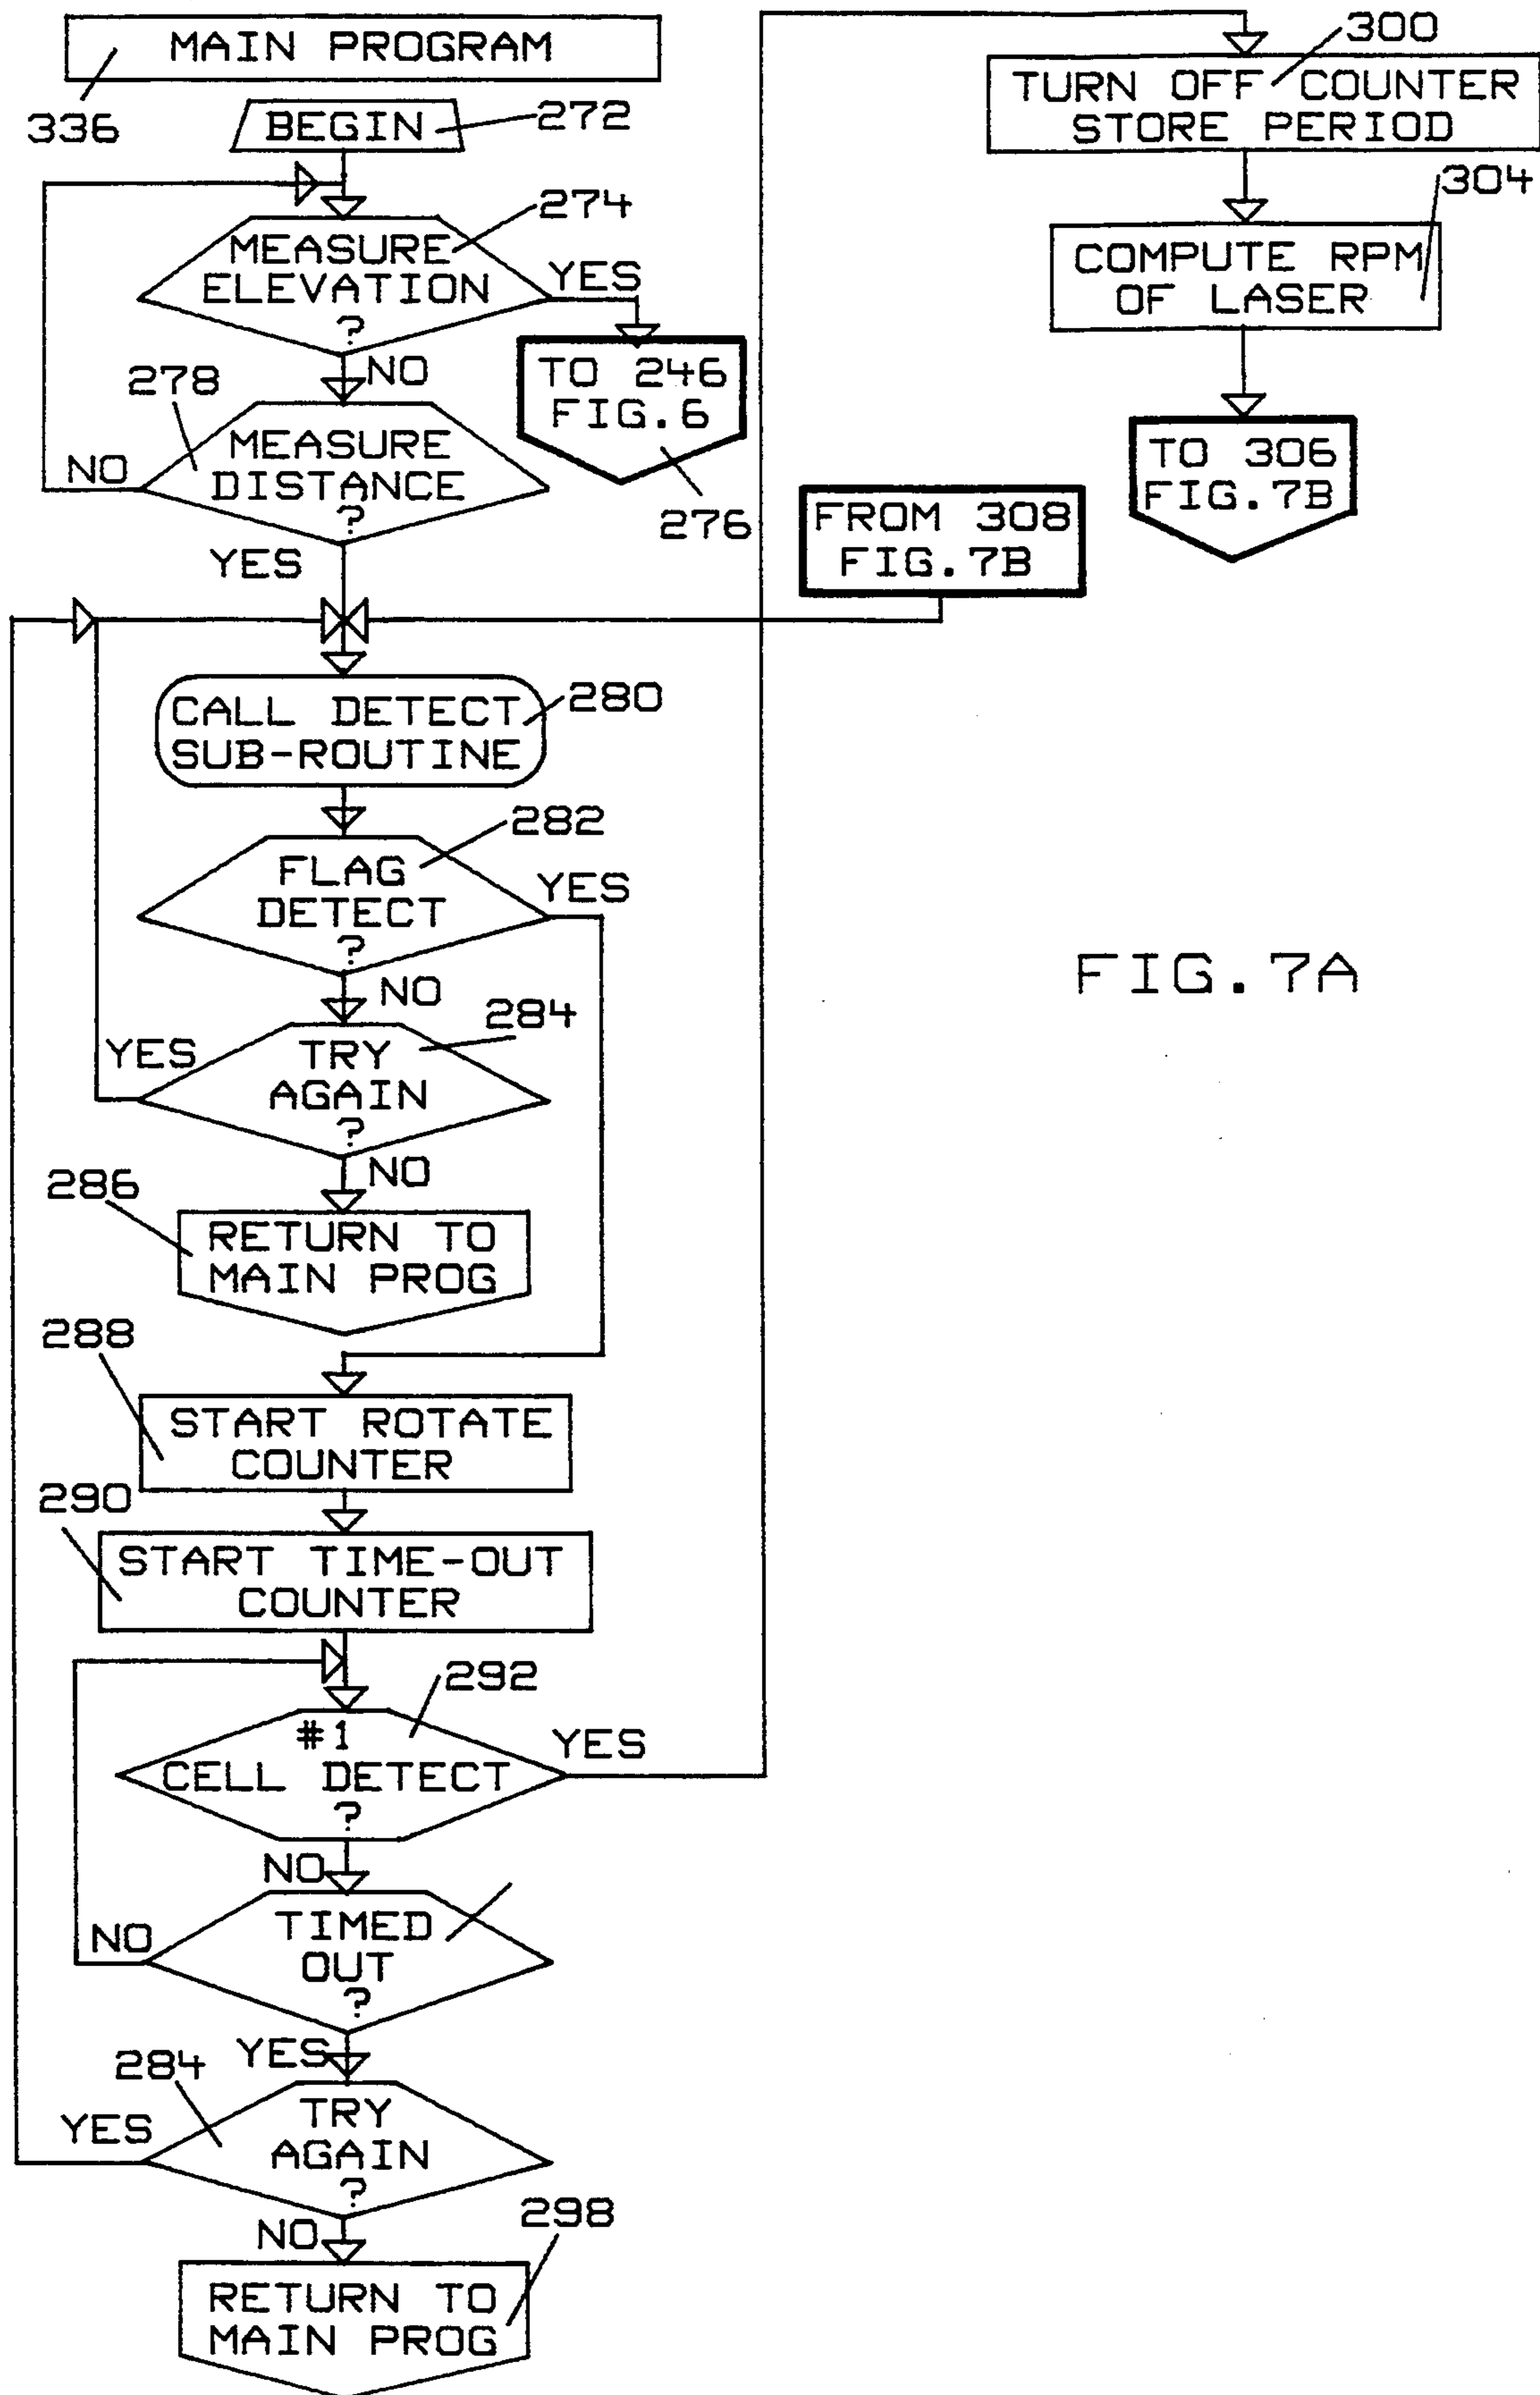 MAIN PROGRAM
336
BEGIN
272
274
MEASURE
ELEVATION
?
YES
NO
TO 246
FIG.6
276
278
MEASURE
DISTANCE
?
NO
YES
FROM 308
FIG.7B
CALL DETECT
SUB-ROUTINE
280
282
FLAG
DETECT
?
YES
NO
284
TRY
AGAIN
?
YES
NO
286
RETURN TO
MAIN PROG
288
START ROTATE
COUNTER
290
START TIME-OUT
COUNTER
292
#1
CELL DETECT
?
YES
NO
TIMED
OUT
?
NO
YES
284
TRY
AGAIN
?
YES
NO
298
RETURN TO
MAIN PROG
300
TURN OFF COUNTER
STORE PERIOD
304
COMPUTE RPM
OF LASER
TO 306
FIG.7B
FIG.7A